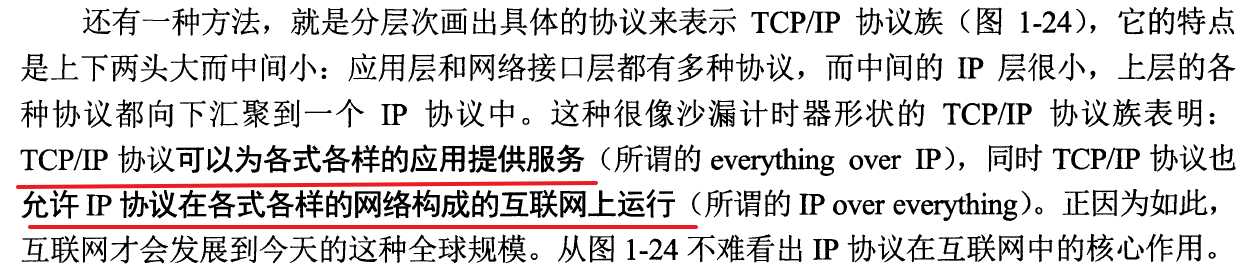 还有一种方法，就是分层次画出具体的协议来表示 TCP/IP 协议族（图 1-24），它的特点
是上下两头大而中间小：应用层和网络接口层都有多种协议，而中间的 IP 层很小，上层的各
种协议都向下汇聚到一个 IP 协议中。这种很像沙漏计时器形状的 TCP/IP 协议族表明：
TCP/IP 协议可以为各式各样的应用提供服务（所谓的 everything over IP），同时 TCP/IP 协议也
允许 IP 协议在各式各样的网络构成的互联网上运行（所谓的 IP over everything）。正因为如此，
互联网才会发展到今天的这种全球规模。从图 1-24 不难看出 IP 协议在互联网中的核心作用。